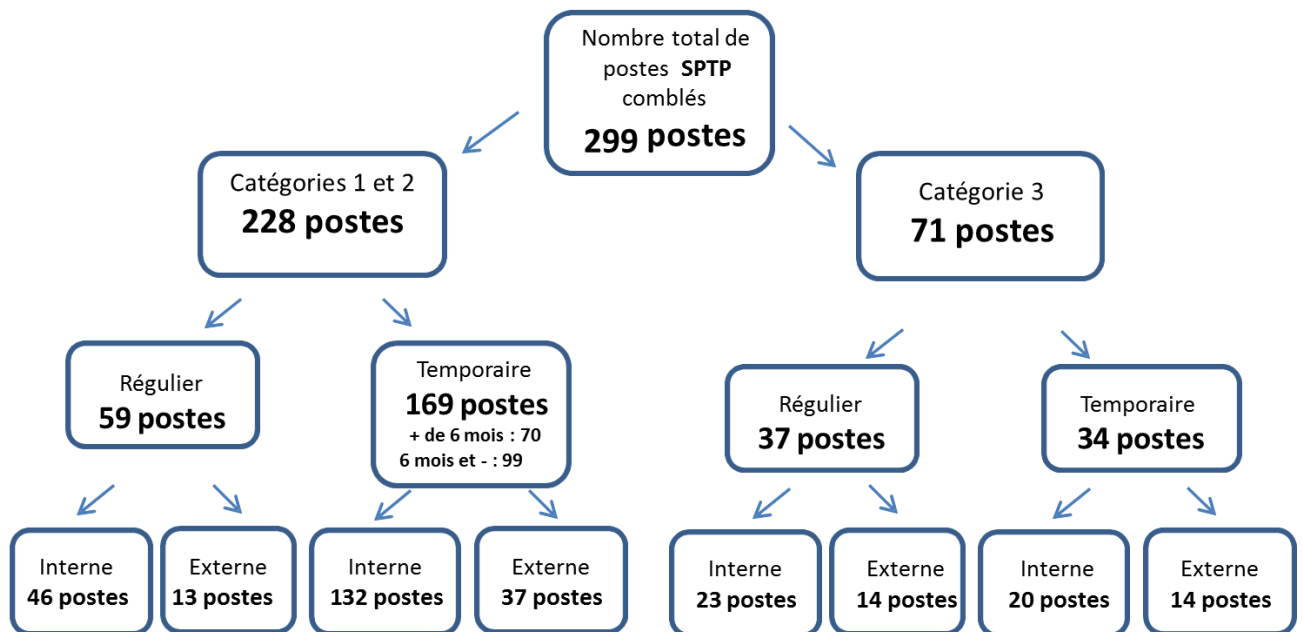 Nombre total de
postes SPTP
comblés
299 postes
Catégories 1 et 2
228 postes
Catégorie 3
71 postes
Régulier
59 postes
Temporaire
169 postes
+ de 6 mois : 70
6 mois et - : 99
Régulier
37 postes
Temporaire
34 postes
Interne
46 postes
Externe
13 postes
Interne
132 postes
Externe
37 postes
Interne
23 postes
Externe
14 postes
Interne
20 postes
Externe
14 postes